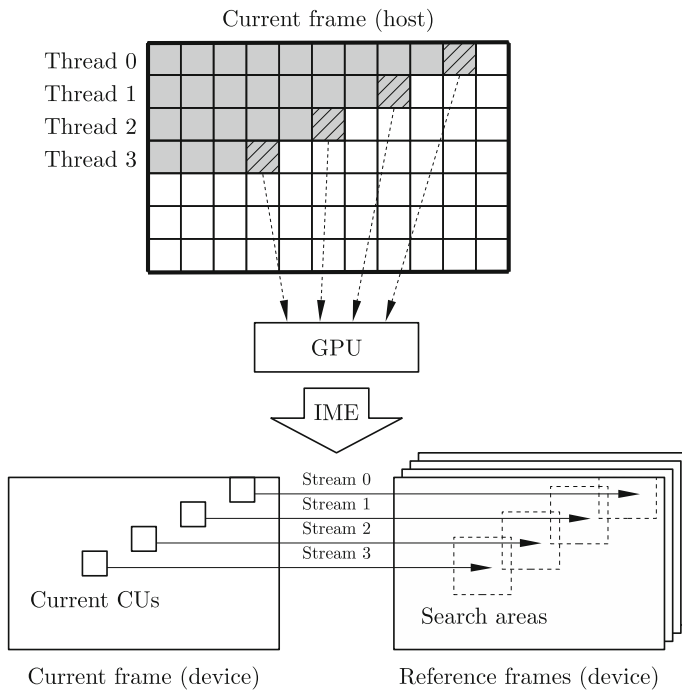 Current frame (host)
Thread 0
Thread 1
Thread 2
Thread 3
GPU
IME
Stream 0
Stream 1
Stream 2
Stream 3
Current CUs
Search areas
Current frame (device)
Reference frames (device)